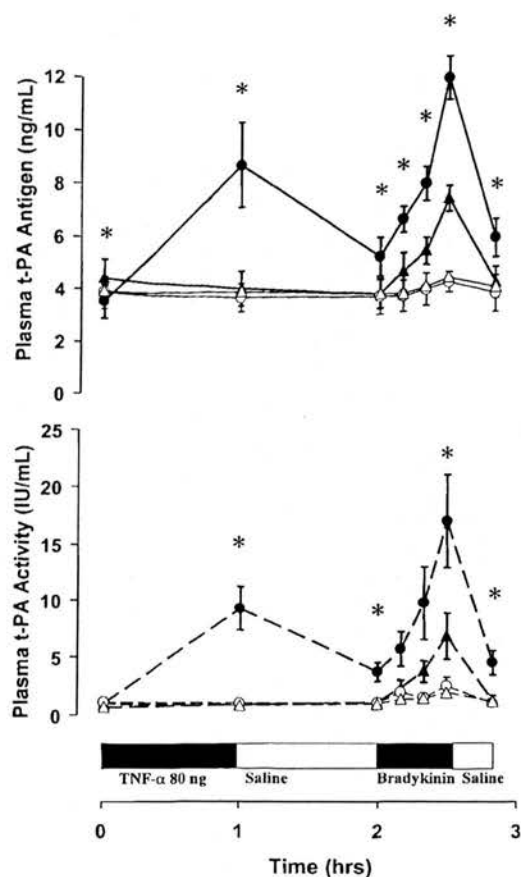 Plasma t-PA Antigen (ng/mL)
12
10
8
6
4
2
0
* * * * * * *
Plasma t-PA Activity (IU/mL)
25
20
15
10
5
0
* * * *
TNF-α 80 ng Saline Bradykinin Saline
0 1 2 3
Time (hrs)